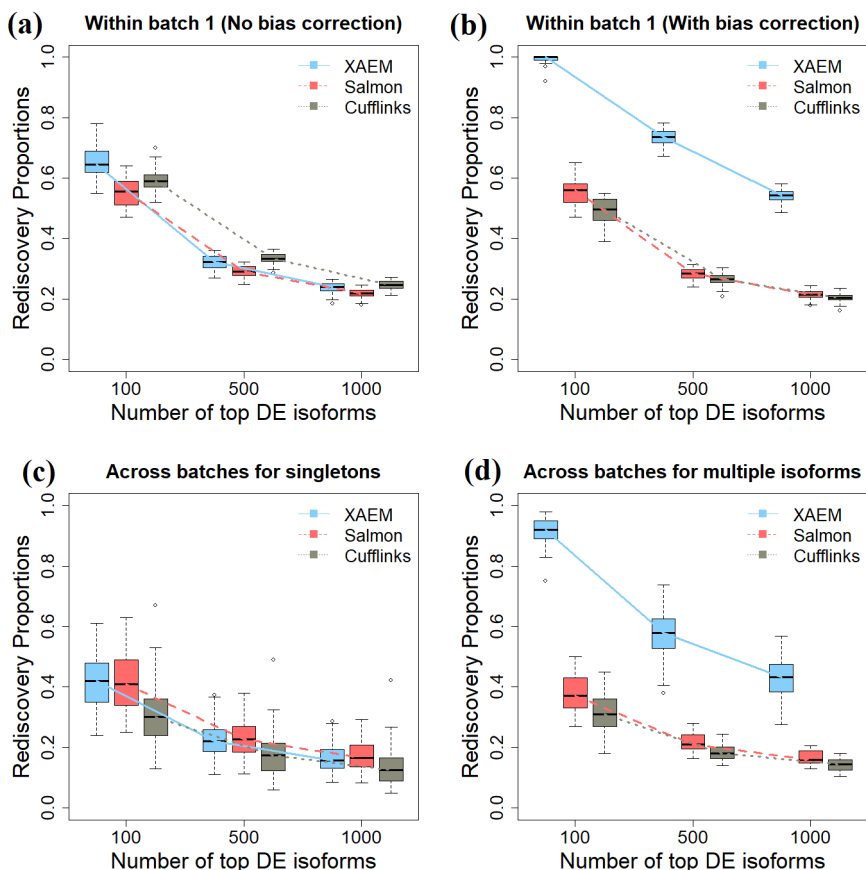 (a) Within batch 1 (No bias correction)
Rediscovery Proportions
1.0
0.8
0.6
0.4
0.2
0.0
XAEM
Salmon
Cufflinks
100 500 1000
Number of top DE isoforms
(b) Within batch 1 (With bias correction)
Rediscovery Proportions
1.0
0.8
0.6
0.4
0.2
0.0
XAEM
Salmon
Cufflinks
100 500 1000
Number of top DE isoforms
(c) Across batches for singletons
Rediscovery Proportions
1.0
0.8
0.6
0.4
0.2
0.0
XAEM
Salmon
Cufflinks
100 500 1000
Number of top DE isoforms
(d) Across batches for multiple isoforms
Rediscovery Proportions
1.0
0.8
0.6
0.4
0.2
0.0
XAEM
Salmon
Cufflinks
100 500 1000
Number of top DE isoforms